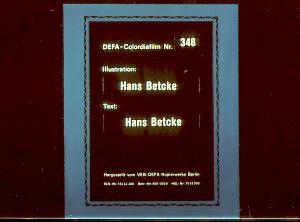 DEFA-Colordiafilm Nr. 348
Illustration:
Hans Betcke
Text:
Hans Betcke
Hergestellt vom VEB DEFA Kopierwerke Berlin